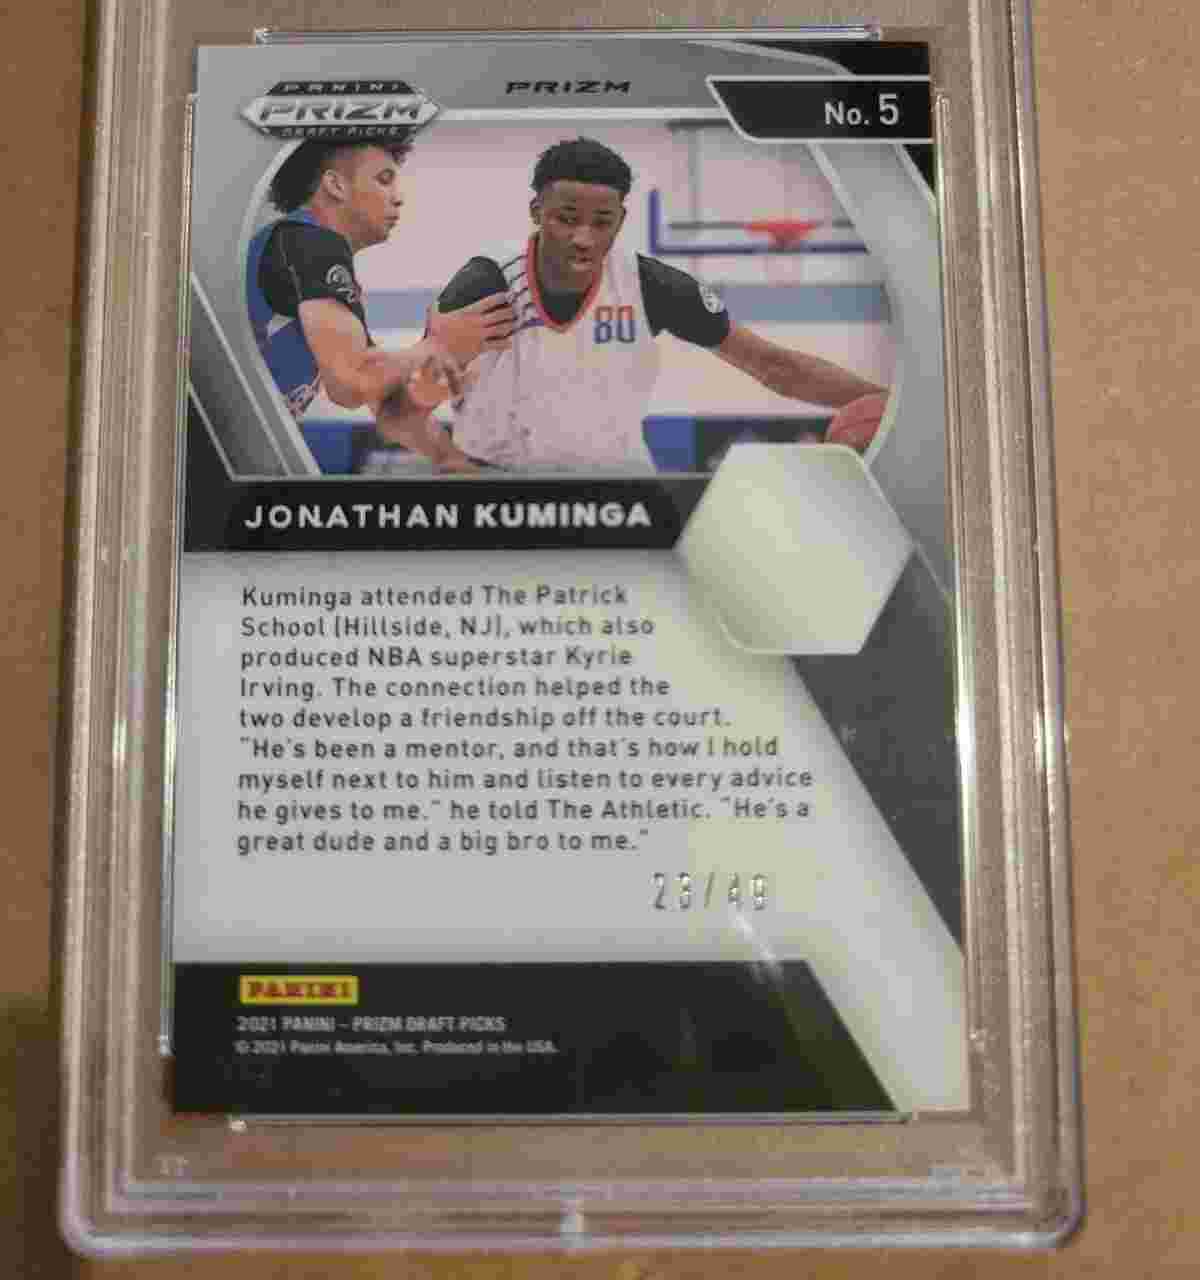 PANINI
PRIZM
DRAFT PICKS
PRIZM
No. 5
80
JONATHAN KUMINGA
Kuminga attended The Patrick
School (Hillside, NJ), which also
produced NBA superstar Kyrie
Irving. The connection helped the
two develop a friendship off the court.
"He's been a mentor, and that's how I hold
myself next to him and listen to every advice
he gives to me." he told The Athletic. "He's a
great dude and a big bro to me."
23/49
PANINI
2021 PANINI – PRIZM DRAFT PICKS
© 2021 Panini America, Inc. Produced in the USA.